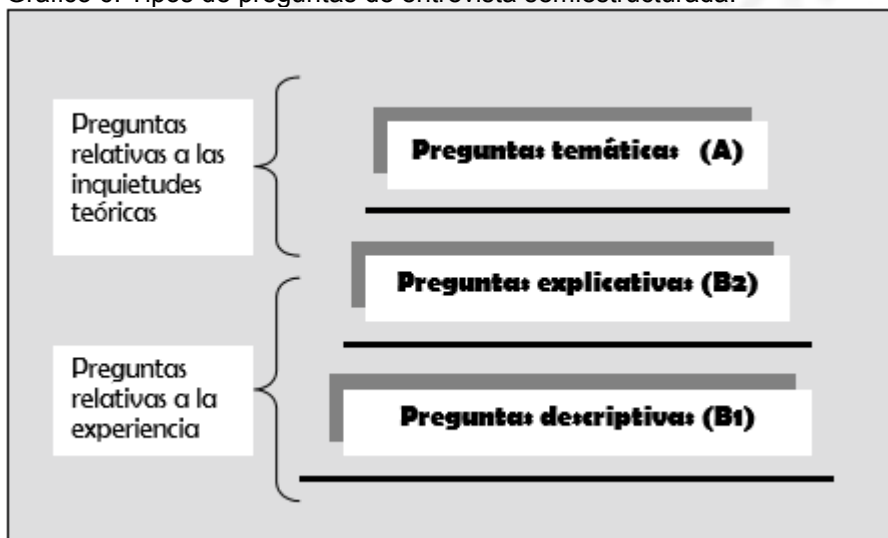 Gráfico 6. Tipos de preguntas de entrevista semiestructurada.
Preguntas
relativas a las
inquietudes
teóricas
Preguntas temáticas (A)
Preguntas explicativas (B2)
Preguntas
relativas a la
experiencia
Preguntas descriptivas (B1)